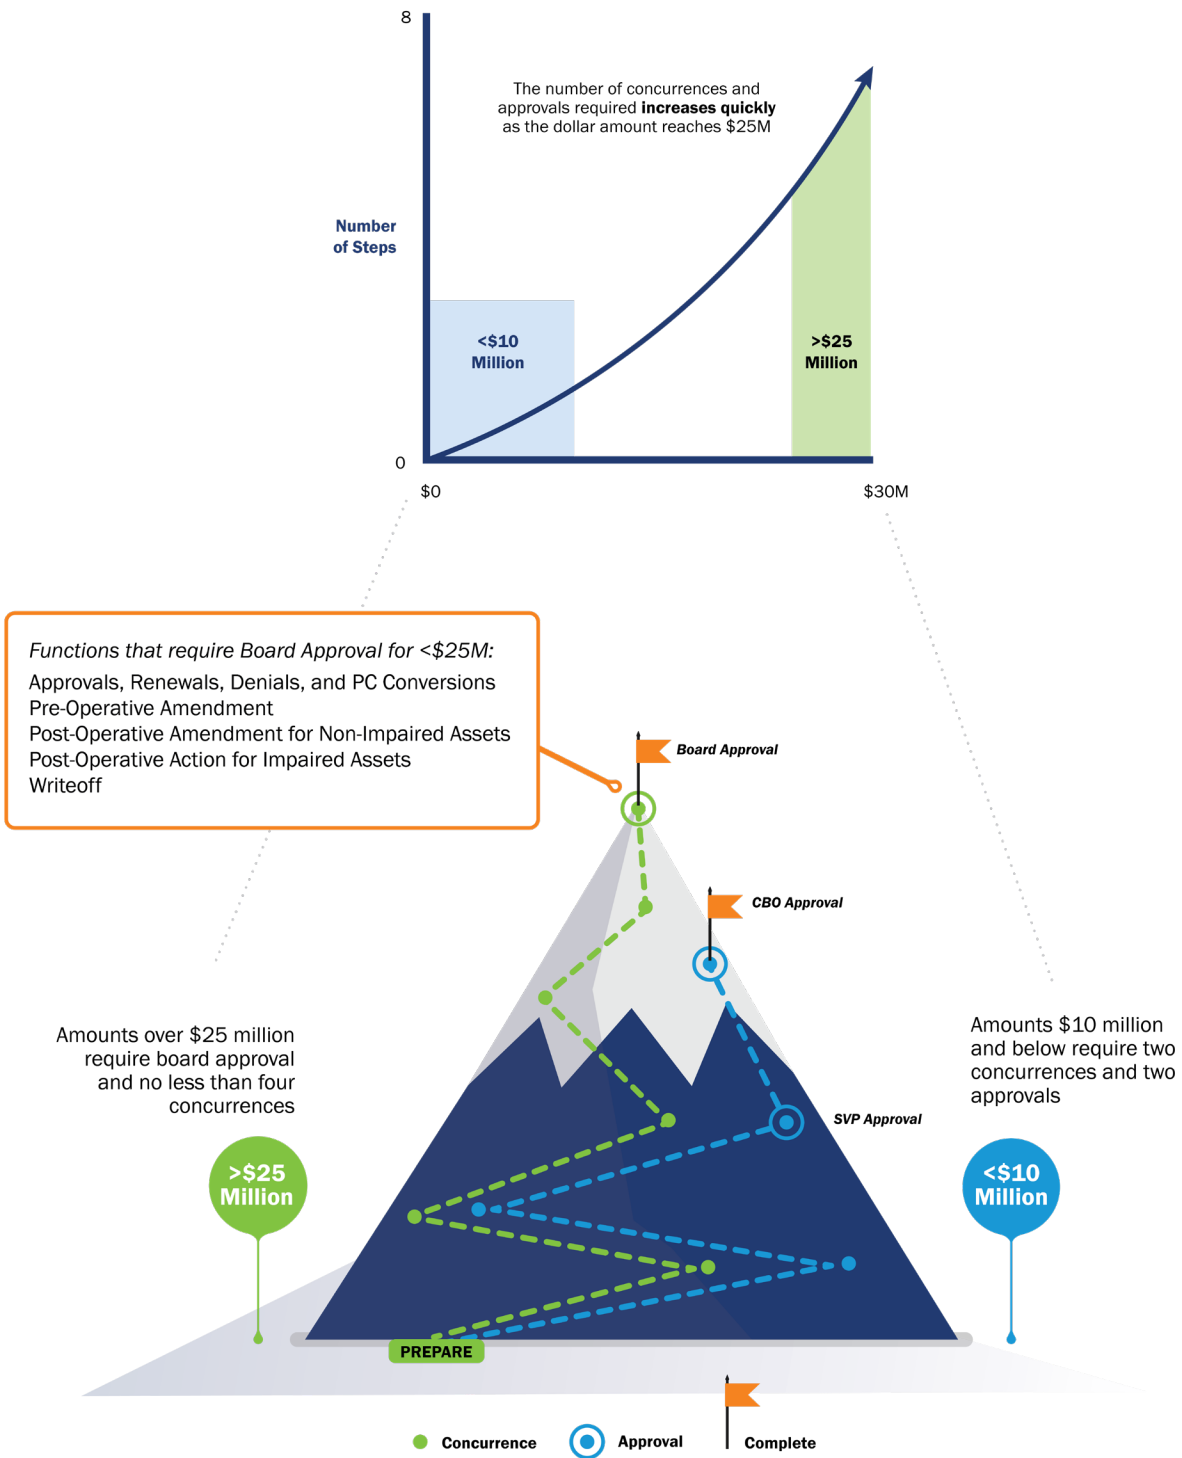 8
The number of concurrences and
approvals required increases quickly
as the dollar amount reaches $25M
Number
of Steps
<$10
Million
>$25
Million
0
$0
$30M
Functions that require Board Approval for <$25M:
Approvals, Renewals, Denials, and PC Conversions
Pre-Operative Amendment
Post-Operative Amendment for Non-Impaired Assets
Post-Operative Action for Impaired Assets
Writeoff
Board Approval
CBO Approval
Amounts over $25 million
require board approval
and no less than four
concurrences
Amounts $10 million
and below require two
concurrences and two
approvals
SVP Approval
>$25
Million
<$10
Million
PREPARE
Concurrence
Approval
Complete